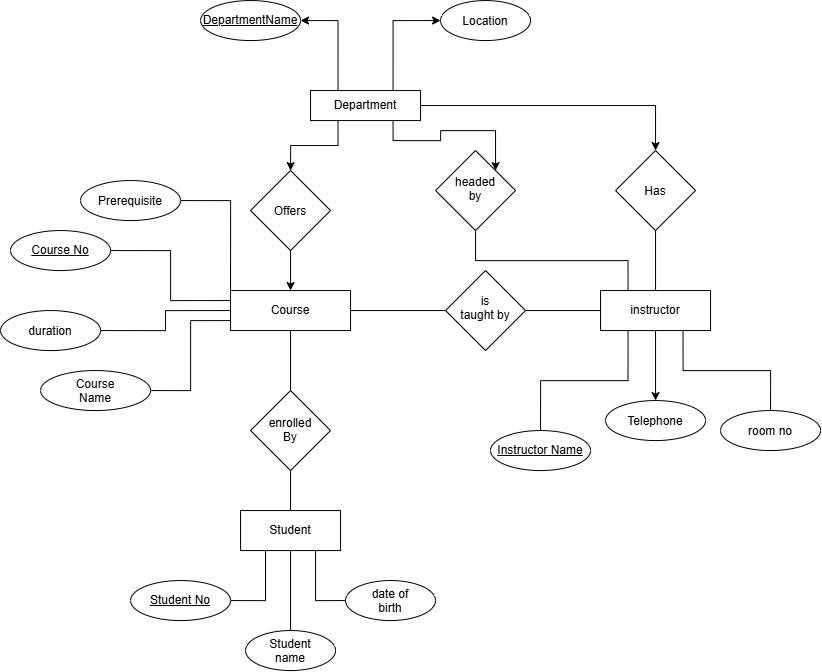 DepartmentName
Location
Department
headed
by
Has
Prerequisite
Offers
Course No
Course
is
taught by
instructor
duration
Course
Name
enrolled
By
Telephone
room no
Instructor Name
Student
Student No
date of
birth
Student
name